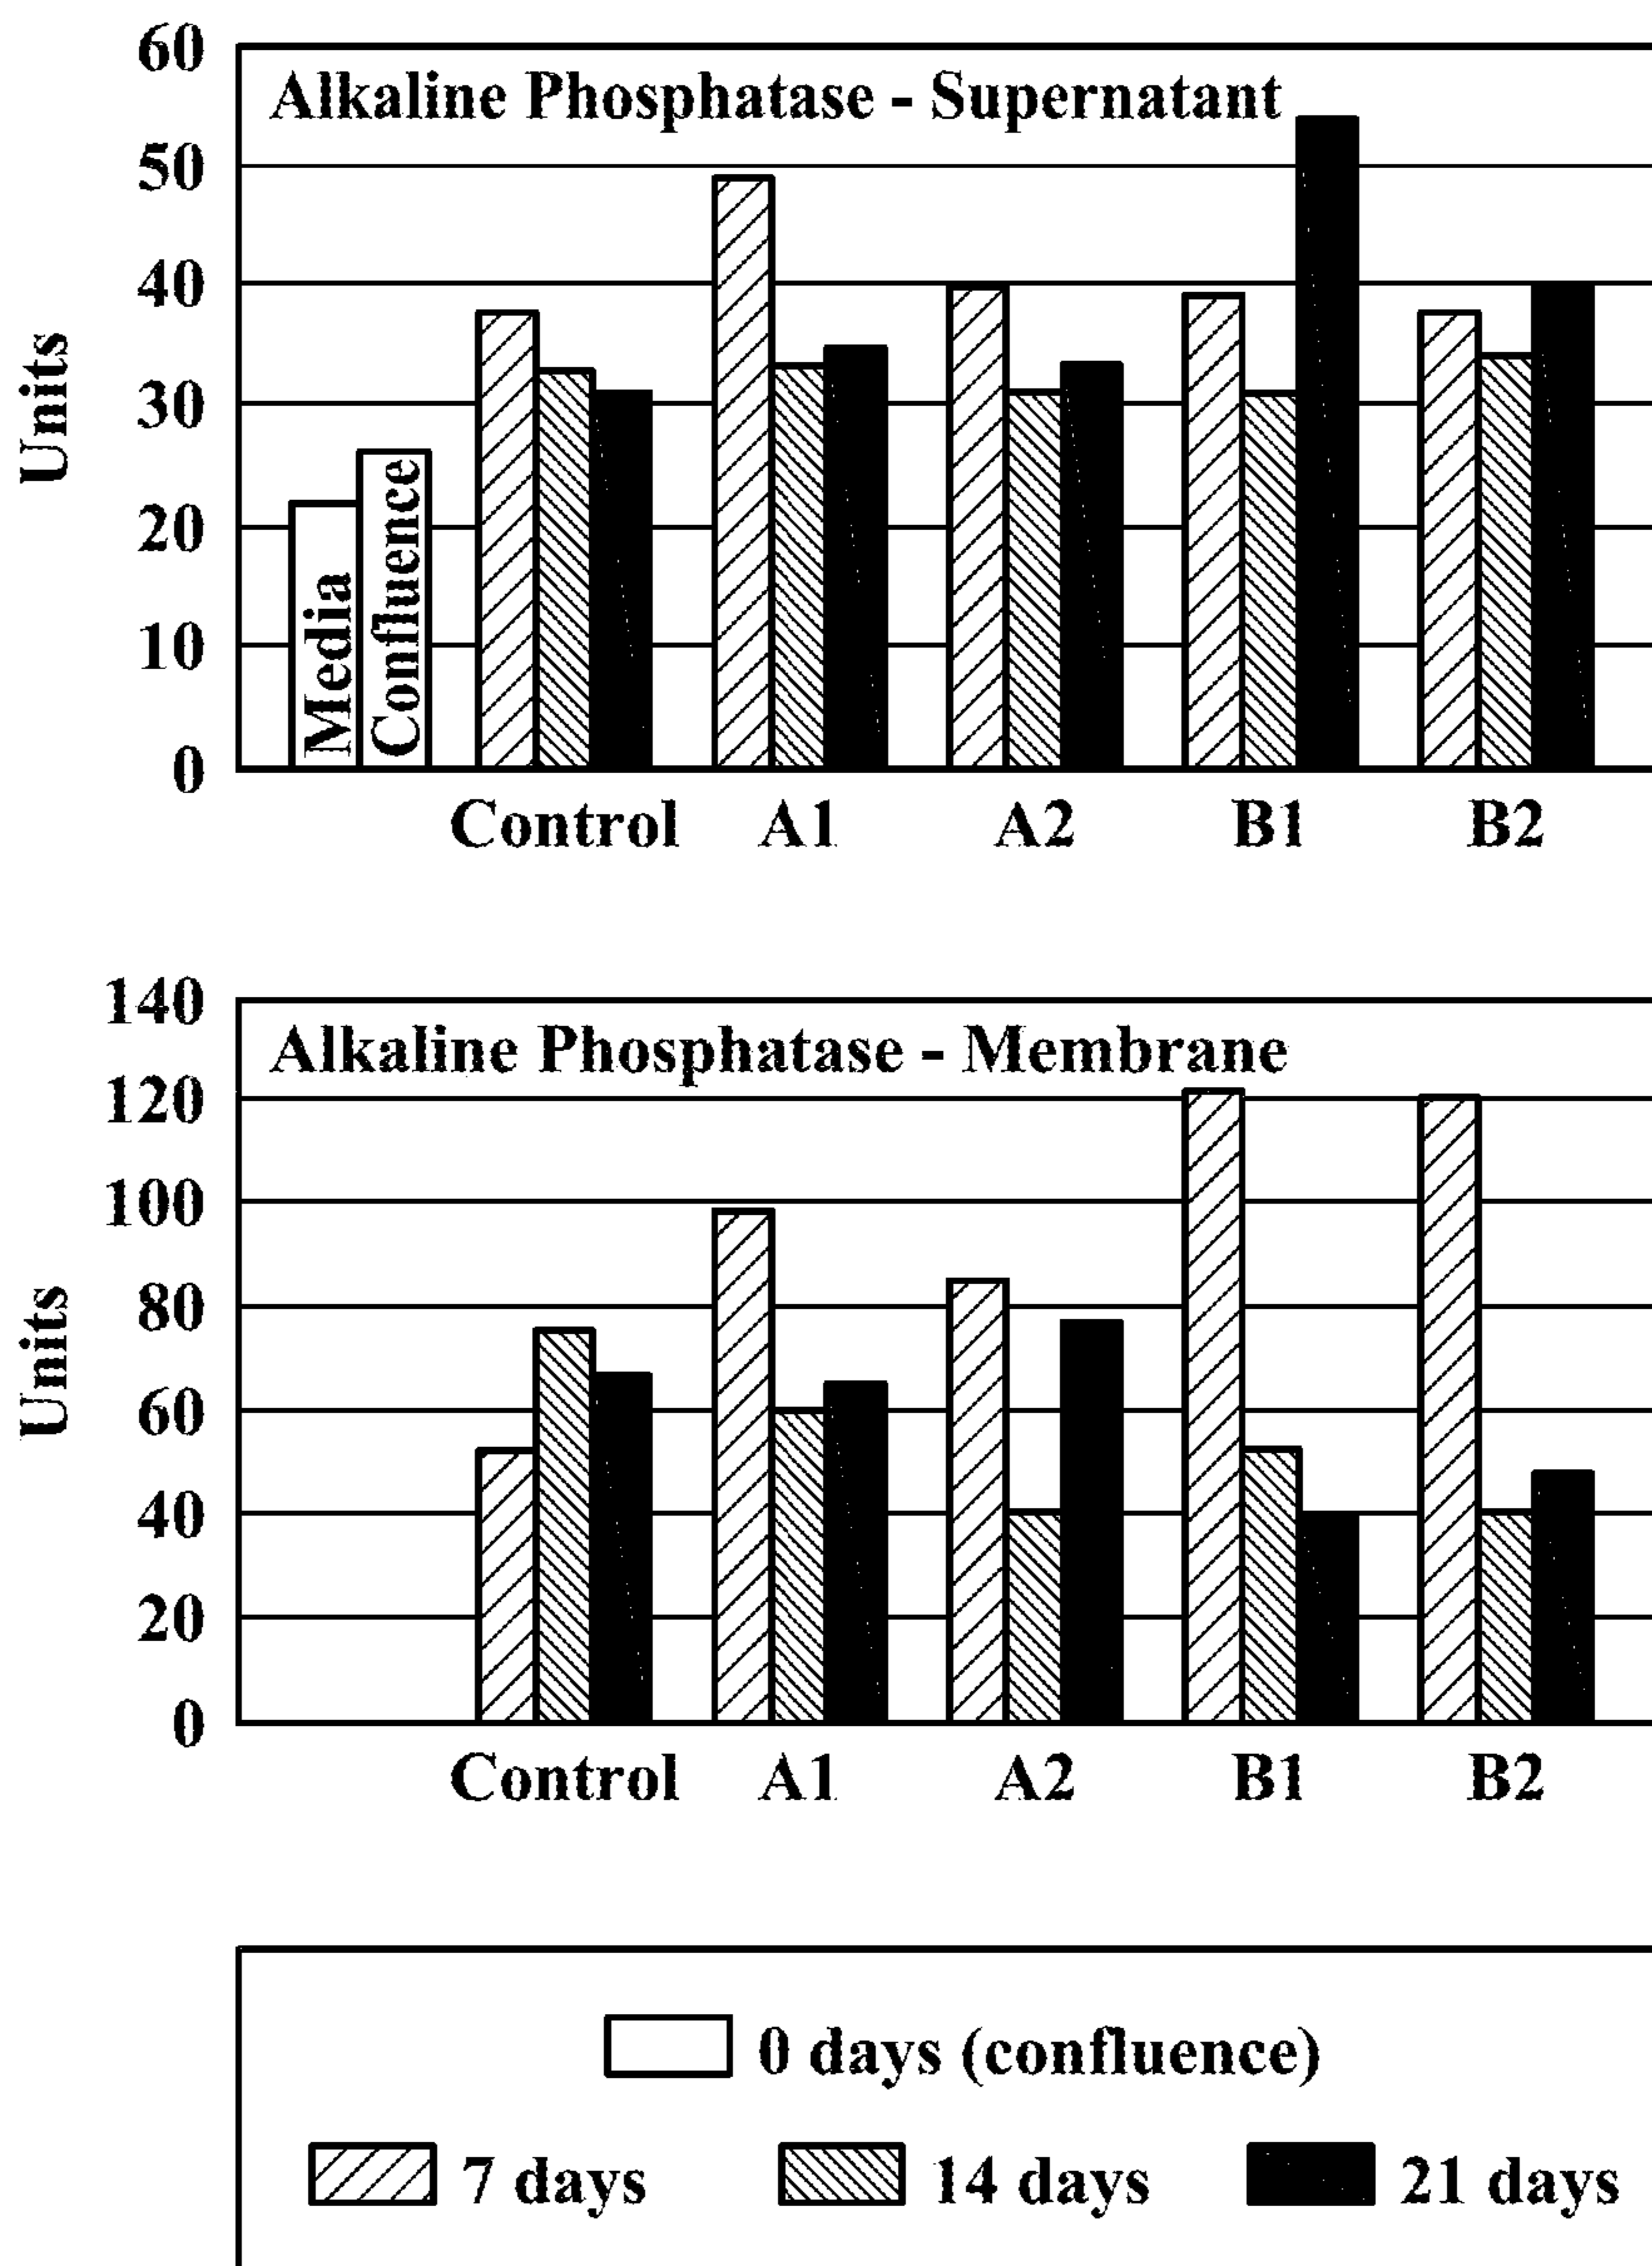 60
Alkaline Phosphatase - Supernatant
50
40
30
20
10
0
Units
Media
Confluence
Control A1 A2 B1 B2
140
Alkaline Phosphatase - Membrane
120
100
80
60
40
20
0
Units
Control A1 A2 B1 B2
0 days (confluence)
7 days 14 days 21 days